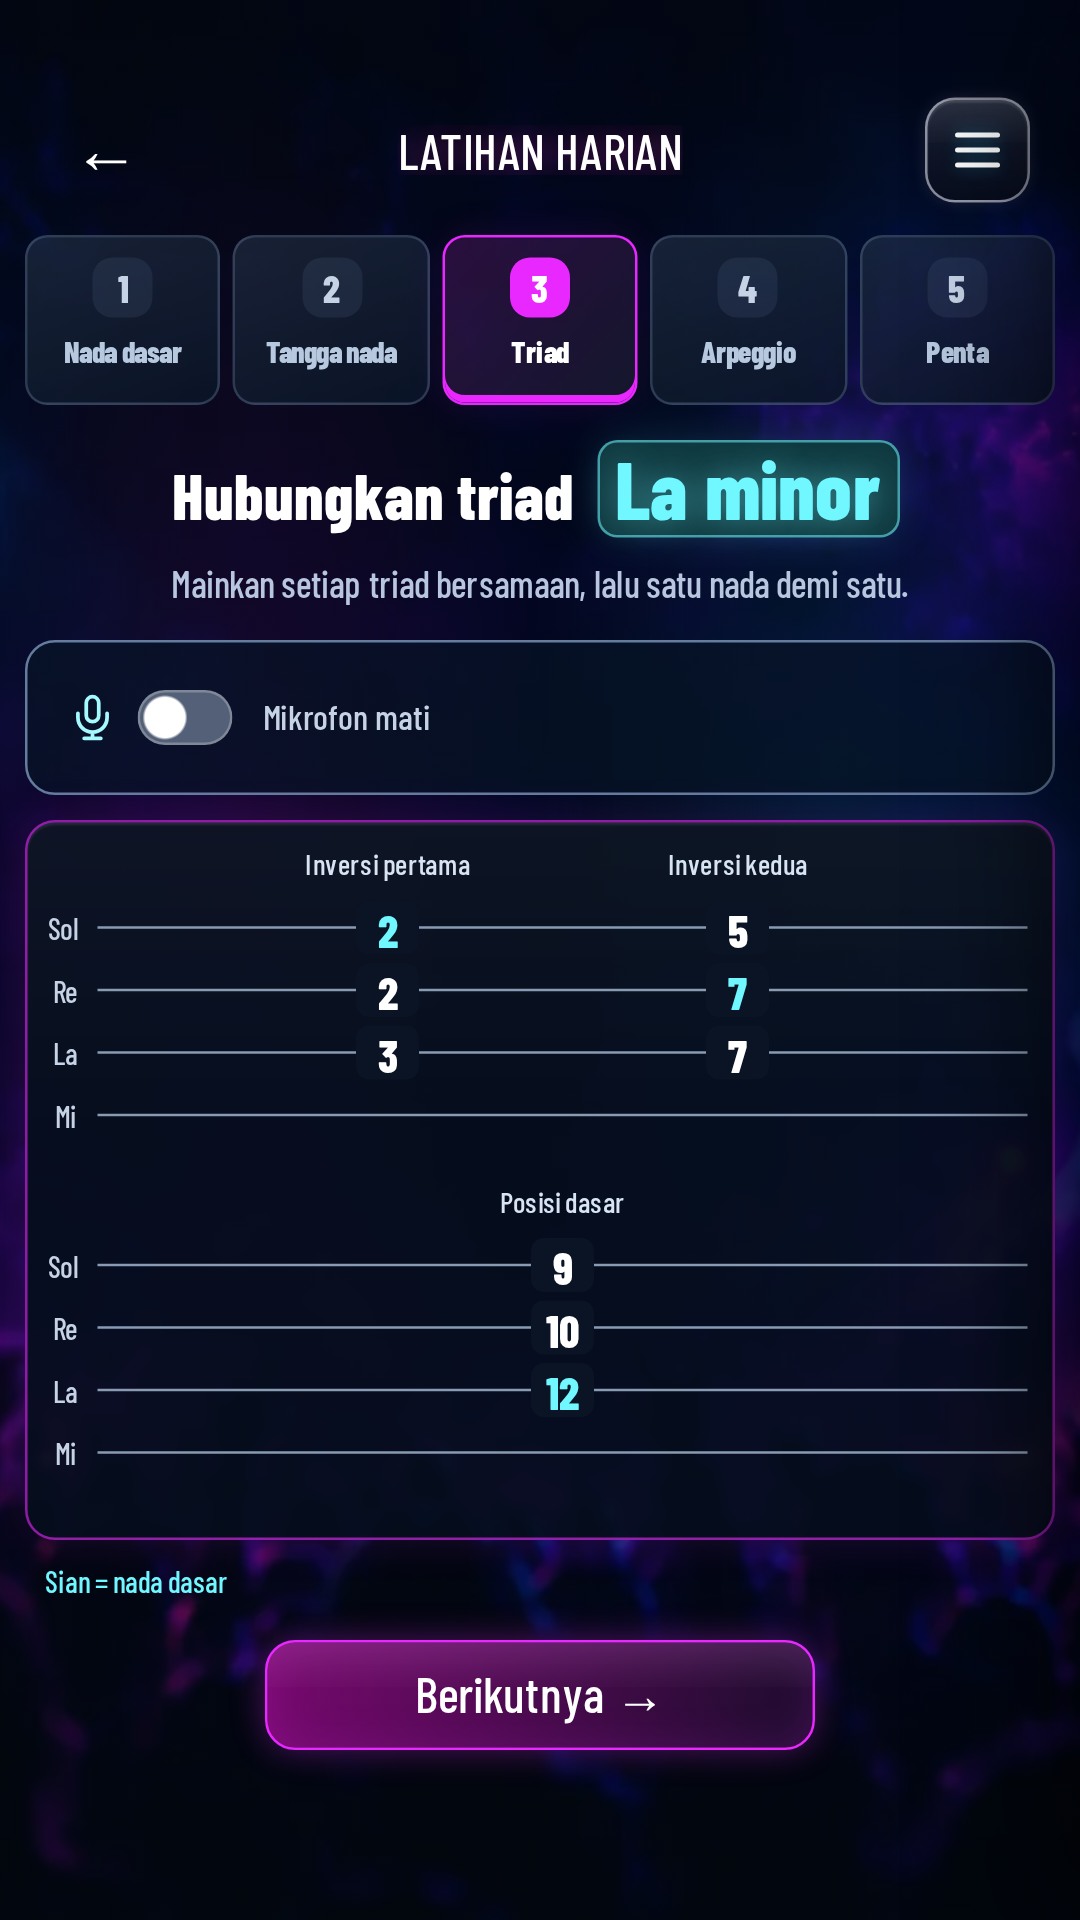 ←
LATIHAN HARIAN
1
Nada dasar
2
Tangga nada
3
Triad
4
Arpeggio
5
Penta
Hubungkan triad La minor
Mainkan setiap triad bersamaan, lalu satu nada demi satu.
Mikrofon mati
Inversi pertama Inversi kedua
Sol 2 5
Re 2 7
La 3 7
Mi
Posisi dasar
Sol 9
Re 10
La 12
Mi
Sian = nada dasar
Berikutnya →